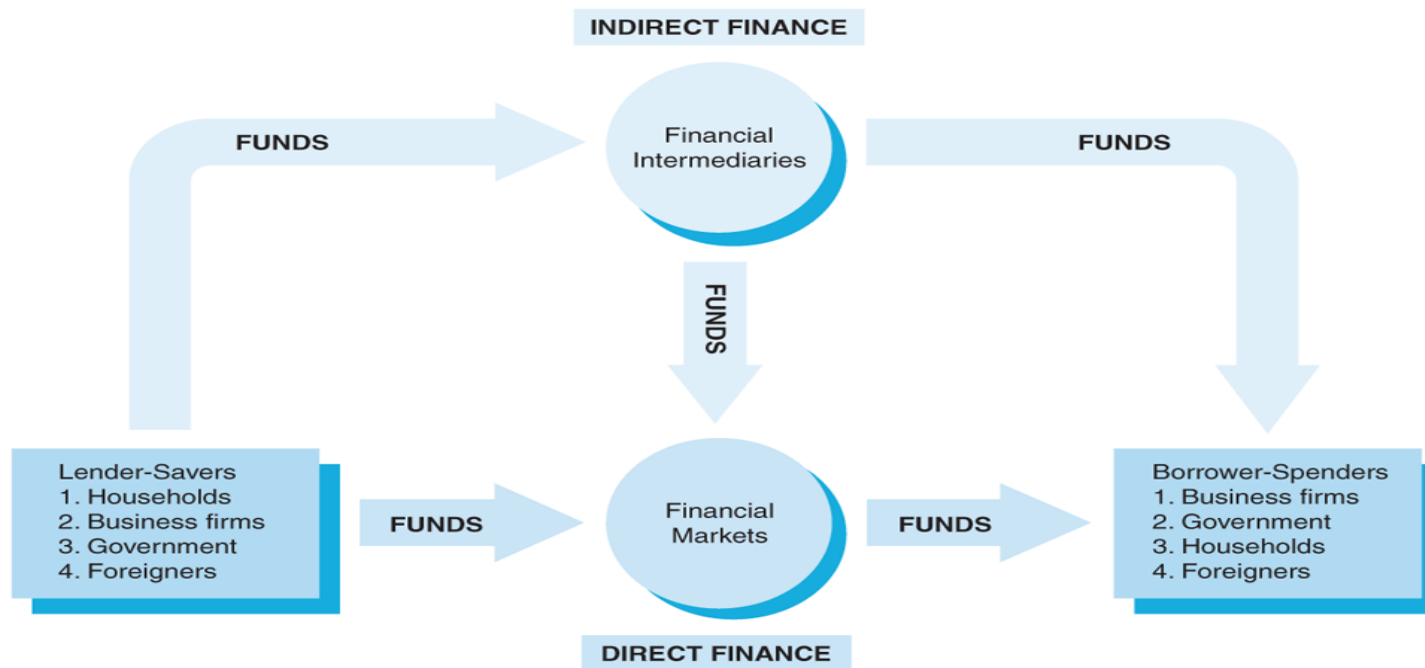 INDIRECT FINANCE
FUNDS
Financial
Intermediaries
FUNDS
FUNDS
Lender-Savers
1. Households
2. Business firms
3. Government
4. Foreigners
FUNDS
Financial
Markets
FUNDS
Borrower-Spenders
1. Business firms
2. Government
3. Households
4. Foreigners
DIRECT FINANCE